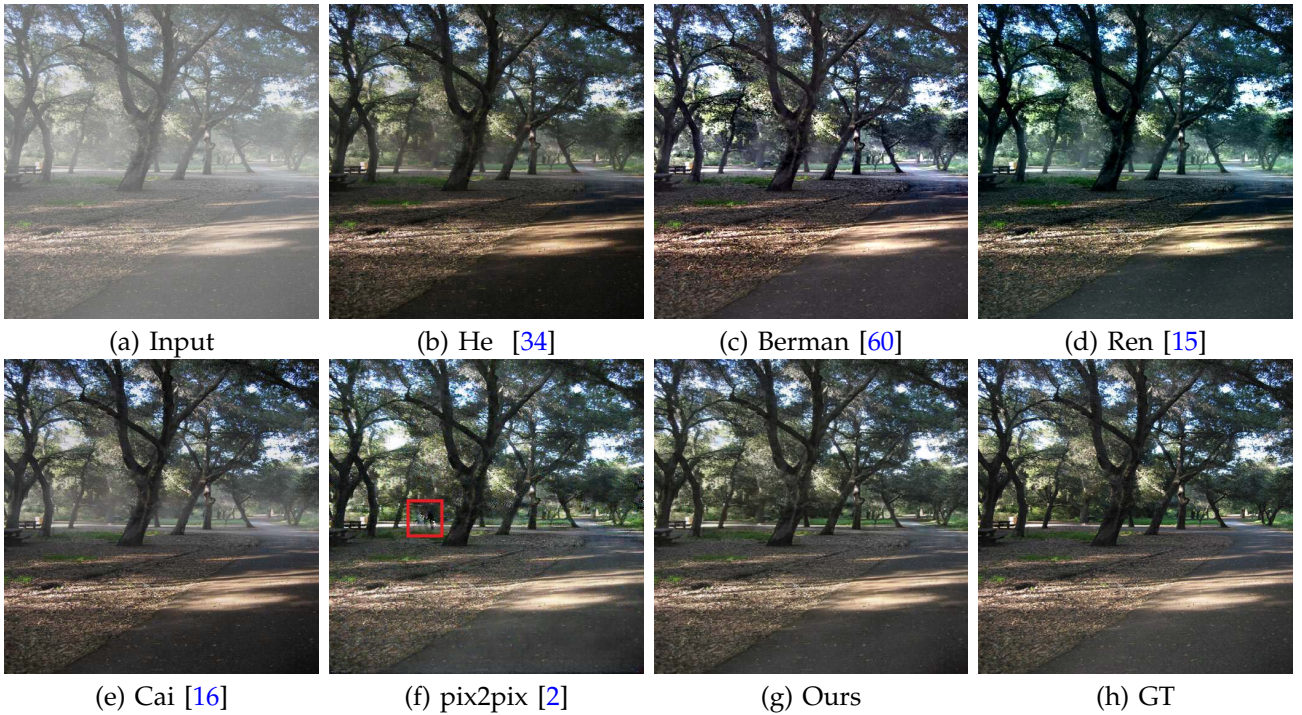 (a) Input
(b) He [34]
(c) Berman [60]
(d) Ren [15]
(e) Cai [16]
(f) pix2pix [2]
(g) Ours
(h) GT